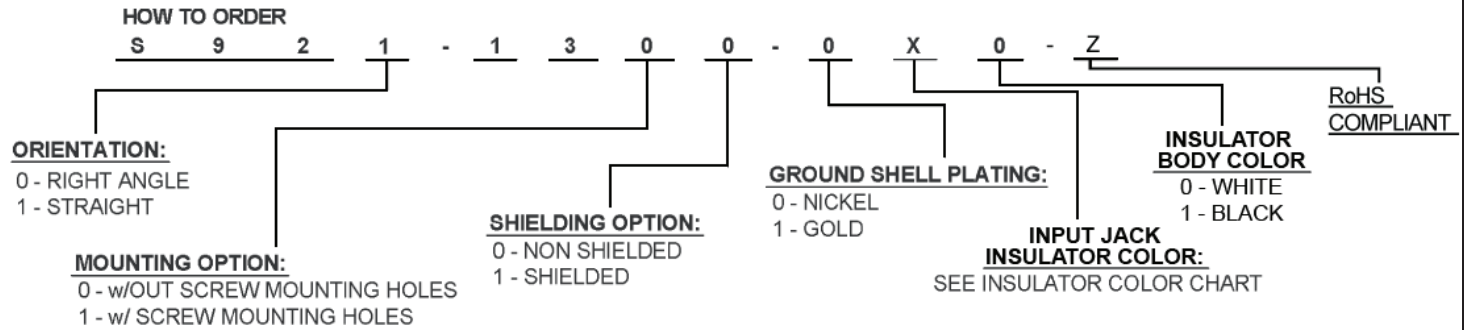 HOW TO ORDER
S 9 2 1 - 1 3 0 0 - 0 X 0 - Z
ORIENTATION:
0 - RIGHT ANGLE
1 - STRAIGHT
MOUNTING OPTION:
0 - w/OUT SCREW MOUNTING HOLES
1 - w/ SCREW MOUNTING HOLES
SHIELDING OPTION:
0 - NON SHIELDED
1 - SHIELDED
GROUND SHELL PLATING:
0 - NICKEL
1 - GOLD
INPUT JACK
INSULATOR COLOR:
SEE INSULATOR COLOR CHART
INSULATOR
BODY COLOR
0 - WHITE
1 - BLACK
RoHS
COMPLIANT